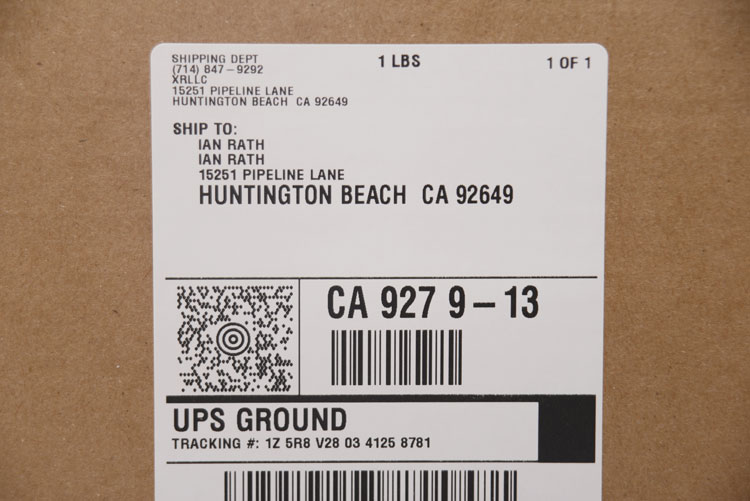 SHIPPING DEPT
(714) 847-9292
XRLLC
15251 PIPELINE LANE
HUNTINGTON BEACH CA 92649
1 LBS
1 OF 1
SHIP TO:
IAN RATH
IAN RATH
15251 PIPELINE LANE
HUNTINGTON BEACH CA 92649
CA 927 9-13
UPS GROUND
TRACKING #: 1Z 5R8 V28 03 4125 8781